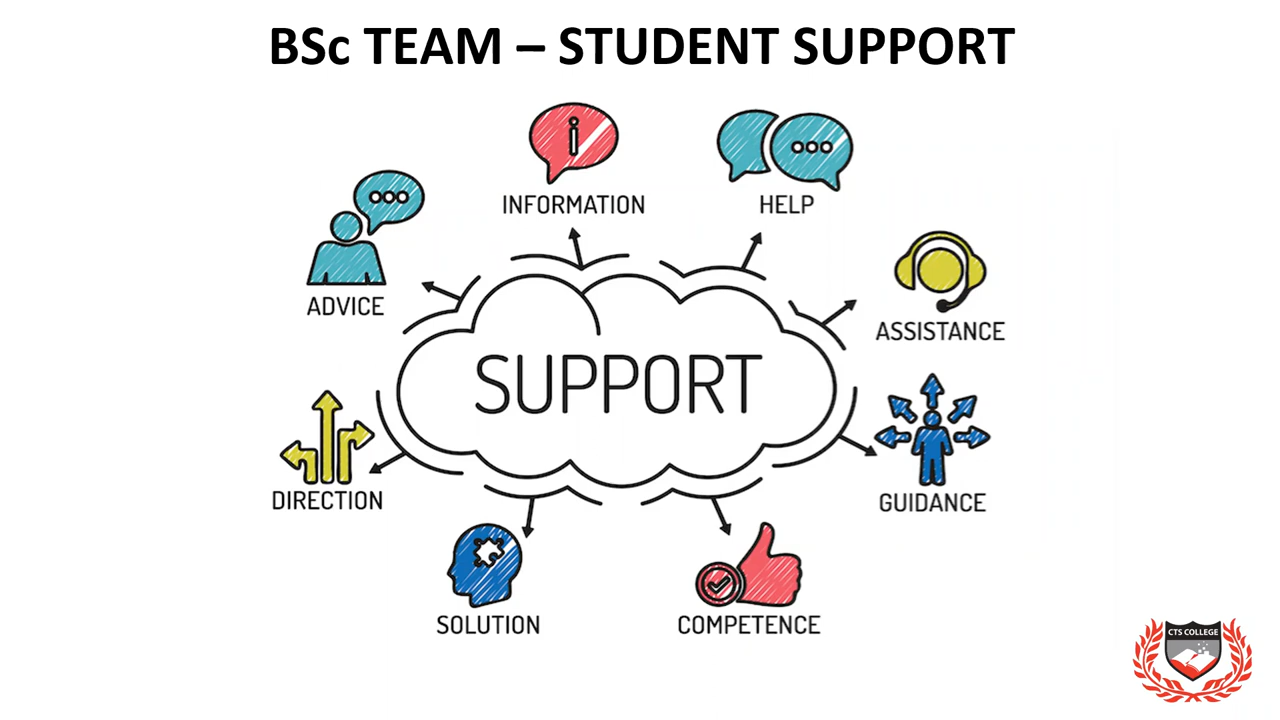 BSc TEAM – STUDENT SUPPORT
INFORMATION
HELP
ADVICE
ASSISTANCE
SUPPORT
DIRECTION
GUIDANCE
SOLUTION
COMPETENCE
CTS COLLEGE